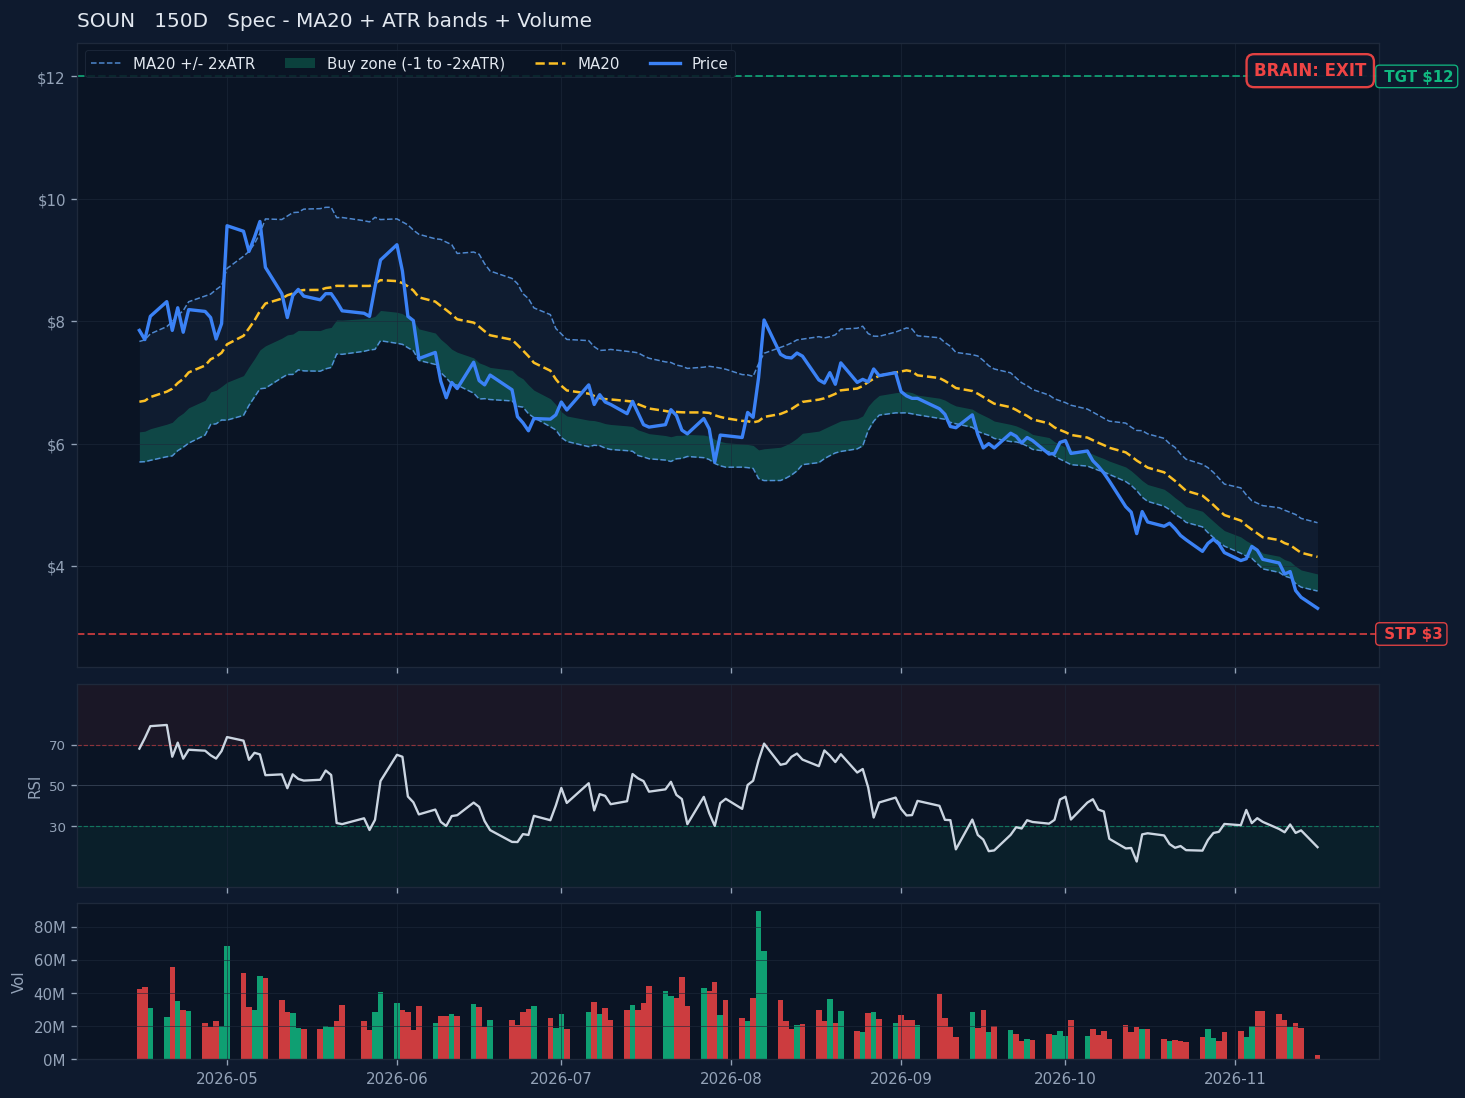 SOUN   150D   Spec - MA20 + ATR bands + Volume
MA20 +/- 2xATR
Buy zone (-1 to -2xATR)
MA20
Price
BRAIN: EXIT
TGT $12
$12
$10
$8
$6
$4
STP $3
RSI
70
50
30
Vol
80M
60M
40M
20M
0M
2026-05
2026-06
2026-07
2026-08
2026-09
2026-10
2026-11